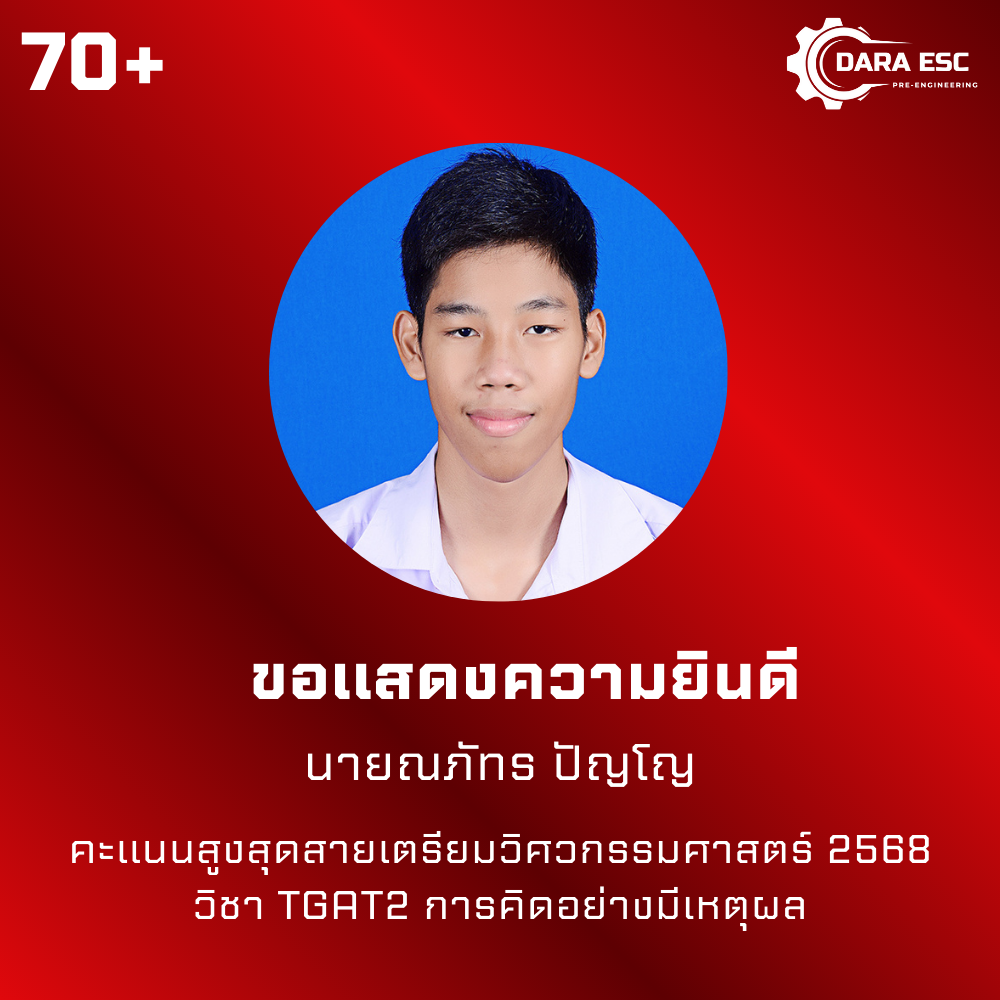 70+
DARA ESC
PRE-ENGINEERING
ขอแสดงความยินดี
นายณภัทร ปัญโญ
คะแนนสูงสุดสายเตรียมวิศวกรรมศาสตร์ 2568
วิชา TGAT2 การคิดอย่างมีเหตุผล